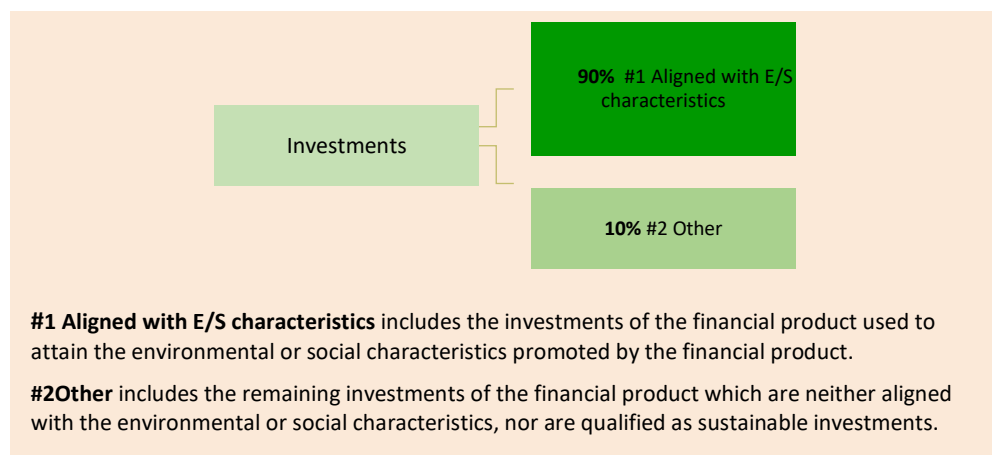 90% #1 Aligned with E/S
characteristics
Investments
10% #2 Other
#1 Aligned with E/S characteristics includes the investments of the financial product used to
attain the environmental or social characteristics promoted by the financial product.
#2Other includes the remaining investments of the financial product which are neither aligned
with the environmental or social characteristics, nor are qualified as sustainable investments.